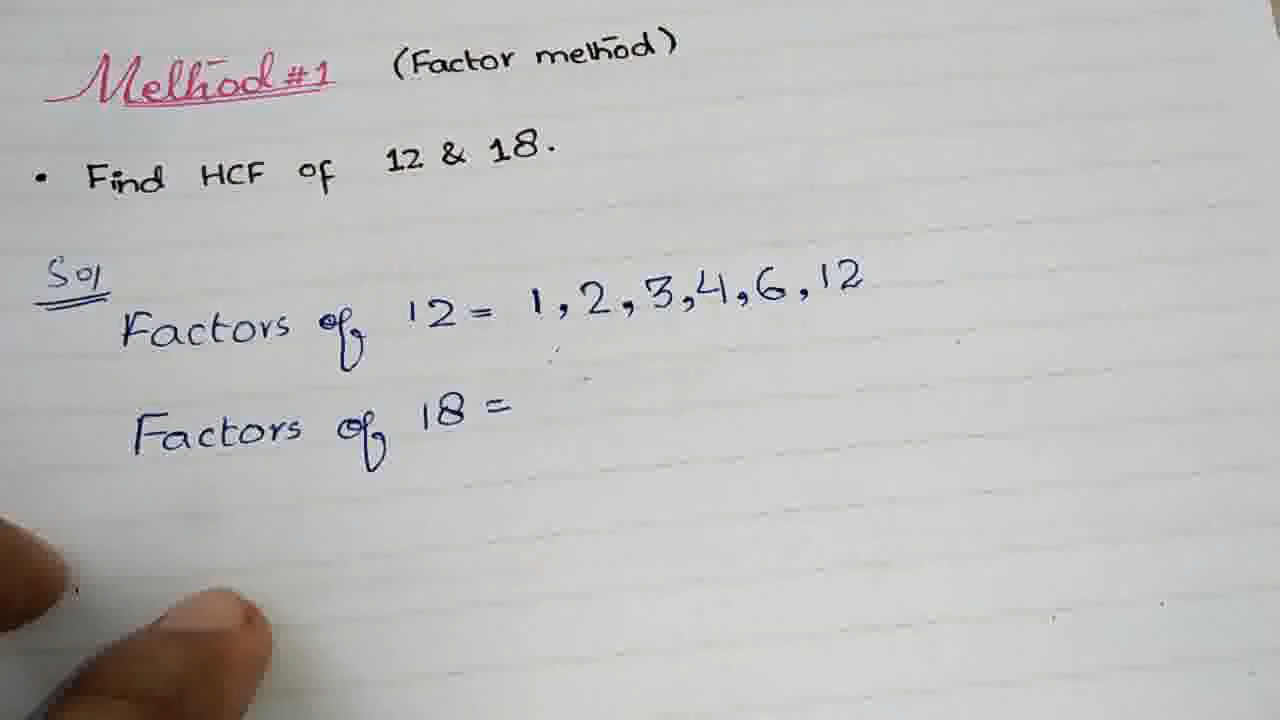 Method #1 (Factor method)
• Find HCF of 12 & 18.
Sol
Factors of 12 = 1, 2, 3, 4, 6, 12
Factors of 18 =